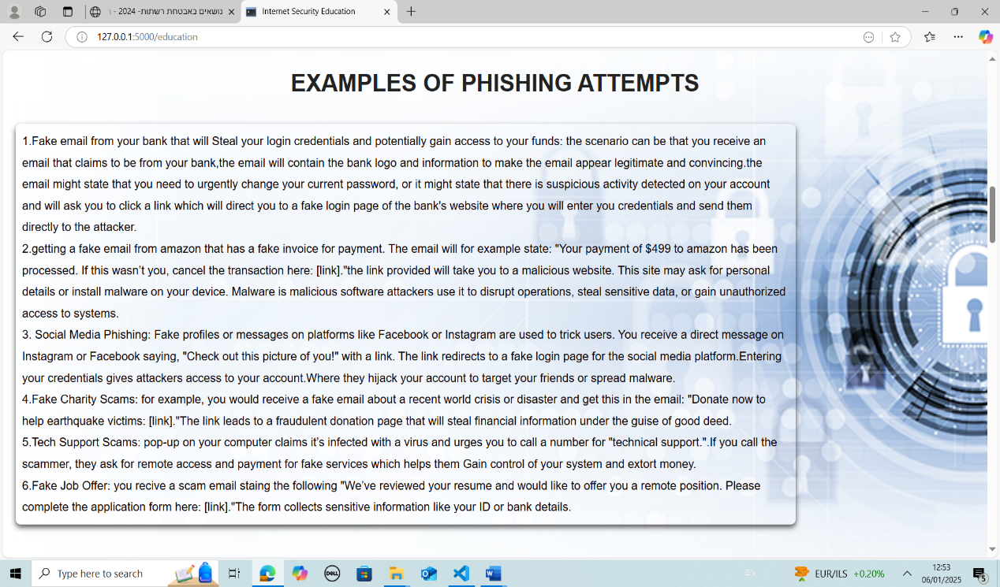 נושאים באבטחת רשתות- 2024 - ו
Internet Security Education
127.0.0.1:5000/education
EXAMPLES OF PHISHING ATTEMPTS
1.Fake email from your bank that will Steal your login credentials and potentially gain access to your funds: the scenario can be that you receive an
email that claims to be from your bank,the email will contain the bank logo and information to make the email appear legitimate and convincing.the
email might state that you need to urgently change your current password, or it might state that there is suspicious activity detected on your account
and will ask you to click a link which will direct you to a fake login page of the bank's website where you will enter you credentials and send them
directly to the attacker.
2.getting a fake email from amazon that has a fake invoice for payment. The email will for example state: "Your payment of $499 to amazon has been
processed. If this wasn’t you, cancel the transaction here: [link]."the link provided will take you to a malicious website. This site may ask for personal
details or install malware on your device. Malware is malicious software attackers use it to disrupt operations, steal sensitive data, or gain unauthorized
access to systems.
3. Social Media Phishing: Fake profiles or messages on platforms like Facebook or Instagram are used to trick users. You receive a direct message on
Instagram or Facebook saying, "Check out this picture of you!" with a link. The link redirects to a fake login page for the social media platform.Entering
your credentials gives attackers access to your account.Where they hijack your account to target your friends or spread malware.
4.Fake Charity Scams: for example, you would receive a fake email about a recent world crisis or disaster and get this in the email: "Donate now to
help earthquake victims: [link]."The link leads to a fraudulent donation page that will steal financial information under the guise of good deed.
5.Tech Support Scams: pop-up on your computer claims it’s infected with a virus and urges you to call a number for "technical support.".If you call the
scammer, they ask for remote access and payment for fake services which helps them Gain control of your system and extort money.
6.Fake Job Offer: you recive a scam email staing the following "We’ve reviewed your resume and would like to offer you a remote position. Please
complete the application form here: [link]."The form collects sensitive information like your ID or bank details.
Type here to search
DELL
EN
EUR/ILS +0.20%
12:53
06/01/2025
5